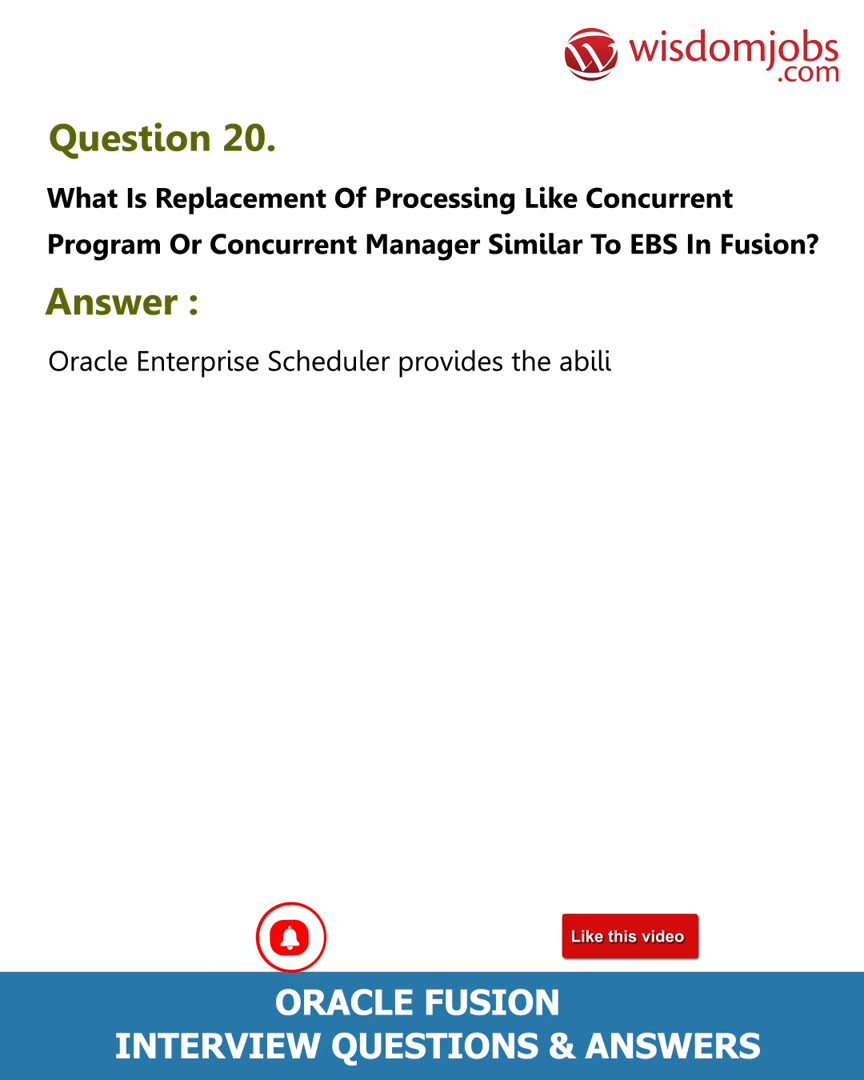 wisdomjobs
.com
Question 20.
What Is Replacement Of Processing Like Concurrent
Program Or Concurrent Manager Similar To EBS In Fusion?
Answer :
Oracle Enterprise Scheduler provides the abili
Like this video
ORACLE FUSION
INTERVIEW QUESTIONS & ANSWERS